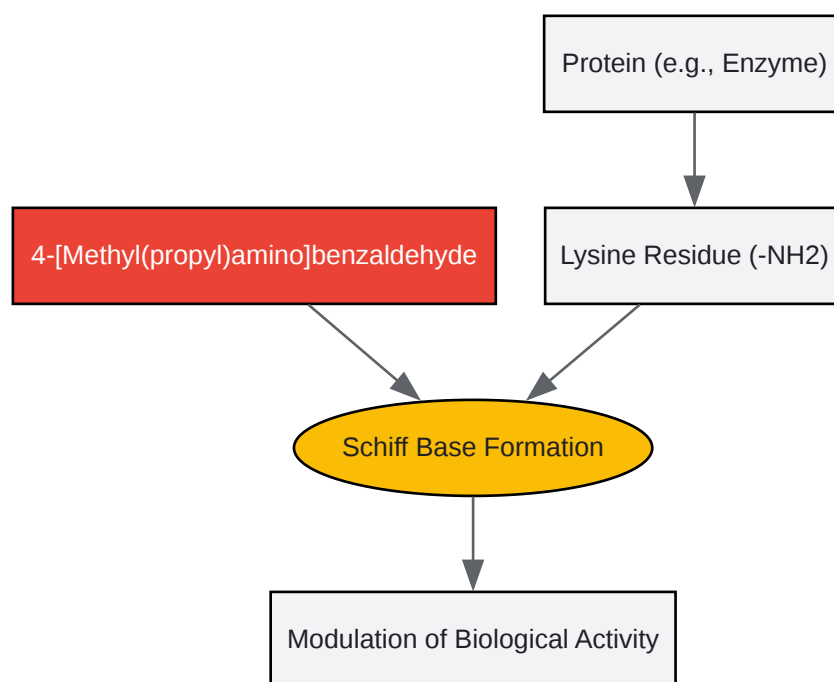 Protein (e.g., Enzyme)
4-[Methyl(propyl)amino]benzaldehyde
Lysine Residue (-NH2)
Schiff Base Formation
Modulation of Biological Activity